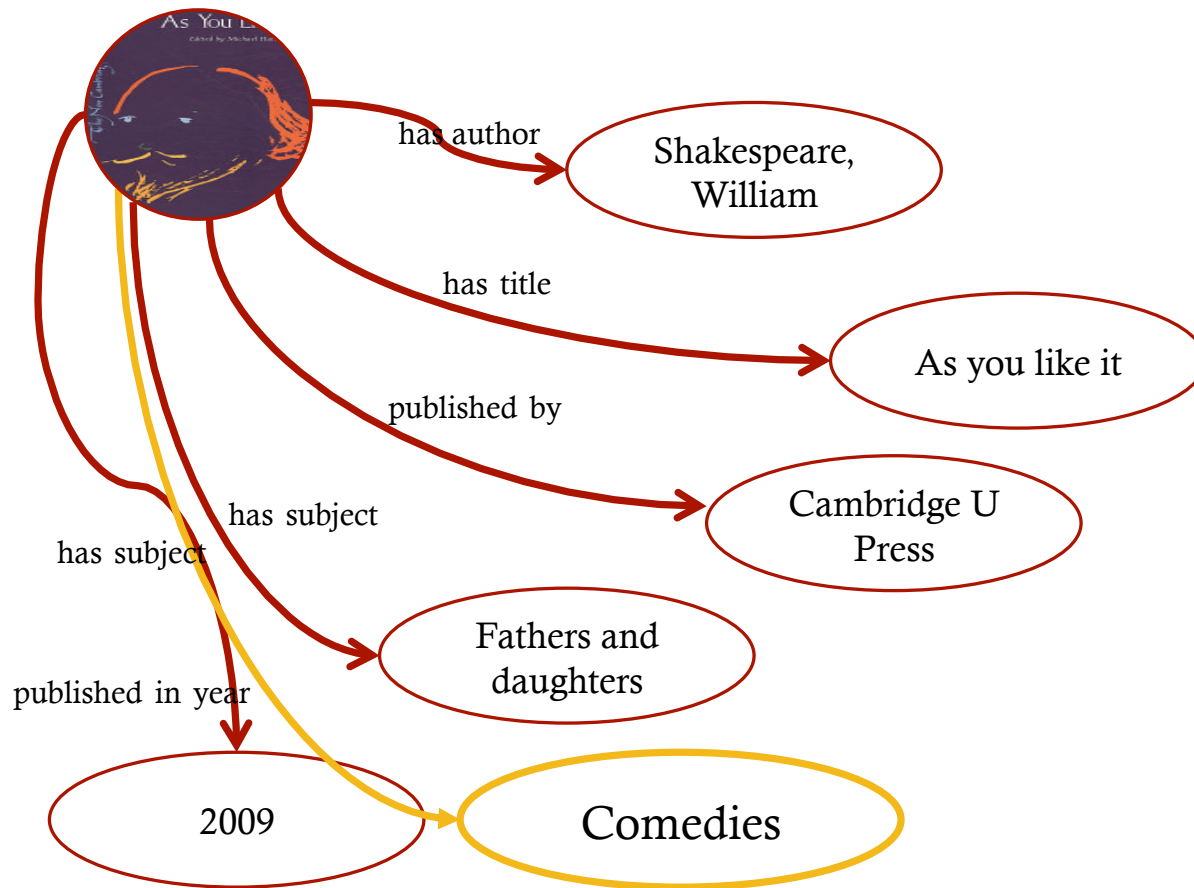 As You Li
Edited by Michael Hat
has author
Shakespeare,
William
has title
As you like it
published by
Cambridge U
Press
has subject
has subject
Fathers and
daughters
published in year
2009
Comedies